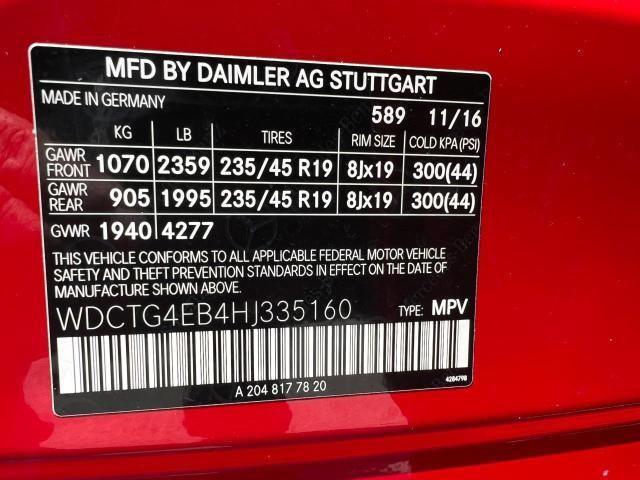 MFD BY DAIMLER AG STUTTGART
MADE IN GERMANY 589 11/16
KG LB TIRES RIM SIZE COLD KPA (PSI)
GAWR FRONT 1070 2359 235/45 R19 8Jx19 300(44)
GAWR REAR 905 1995 235/45 R19 8Jx19 300(44)
GVWR 1940 4277
THIS VEHICLE CONFORMS TO ALL APPLICABLE FEDERAL MOTOR VEHICLE
SAFETY AND THEFT PREVENTION STANDARDS IN EFFECT ON THE DATE OF
MANUFACTURE SHOWN ABOVE.
WDCTG4EB4HJ335160 TYPE: MPV
A 204 817 78 20 4284798